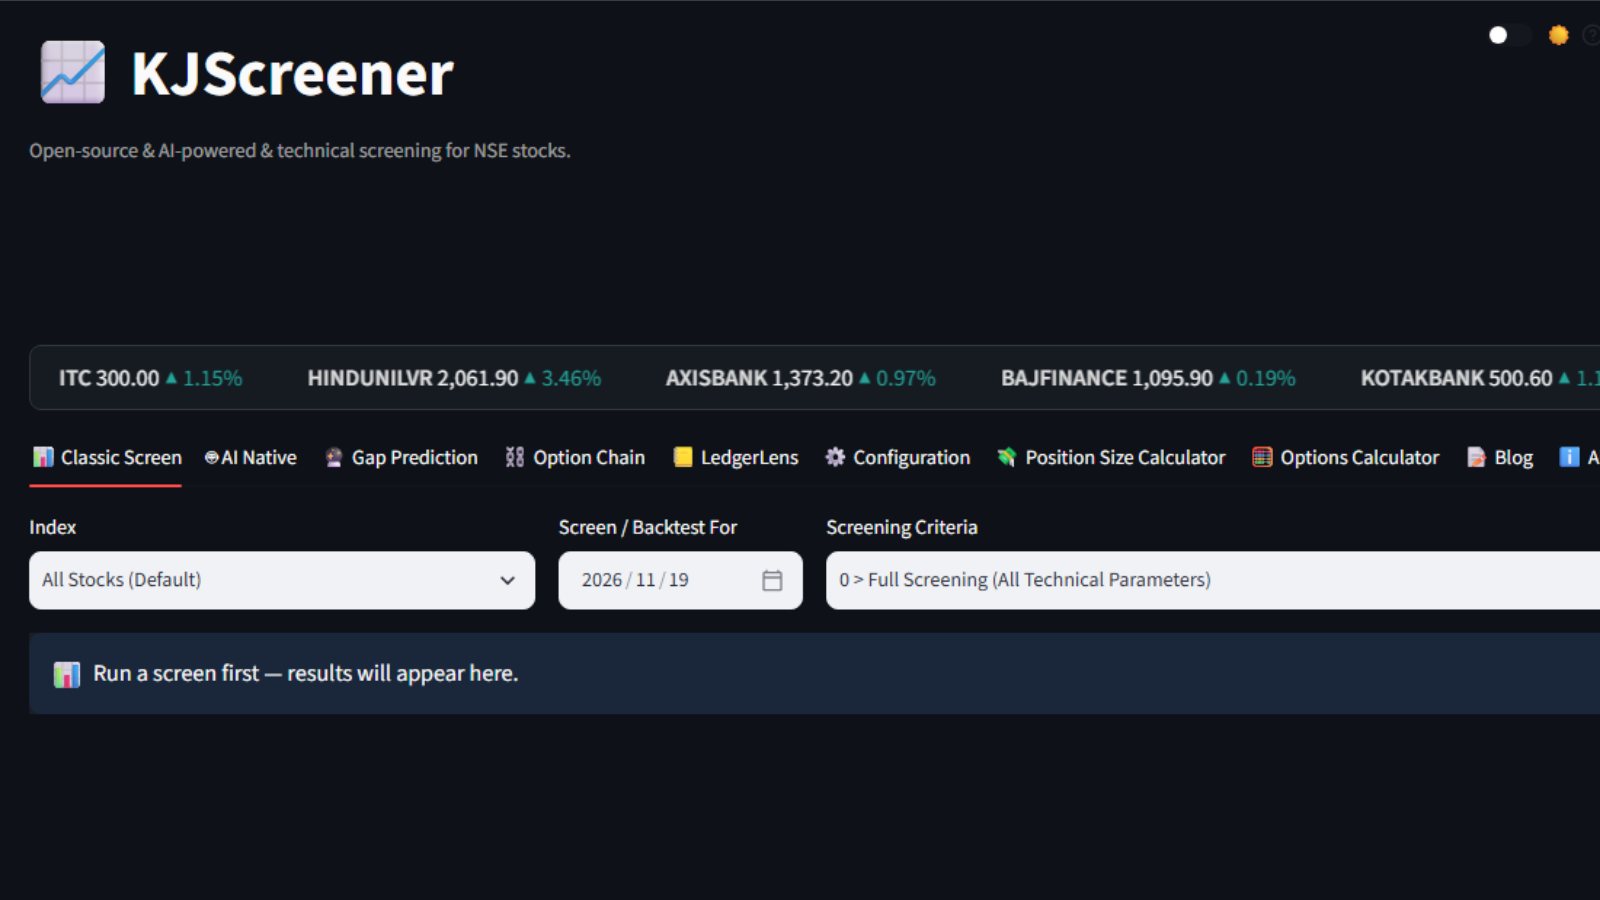 KJScreener
Open-source & AI-powered & technical screening for NSE stocks.
ITC 300.00 ▲ 1.15% HINDUNILVR 2,061.90 ▲ 3.46% AXISBANK 1,373.20 ▲ 0.97% BAJFINANCE 1,095.90 ▲ 0.19% KOTAKBANK 500.60 ▲ 1.1
Classic Screen AI Native Gap Prediction Option Chain LedgerLens Configuration Position Size Calculator Options Calculator Blog A
Index Screen / Backtest For Screening Criteria
All Stocks (Default) 2026 / 11 / 19 0 > Full Screening (All Technical Parameters)
Run a screen first — results will appear here.